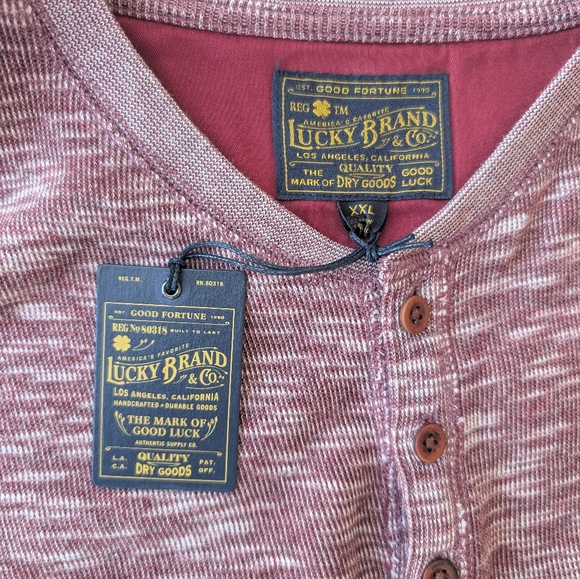 EST. GOOD FORTUNE 1990
REG TM
AMERICA'S FAVORITE
LUCKY BRAND
& Co.
LOS ANGELES, CALIFORNIA
THE QUALITY GOOD
MARK OF DRY GOODS LUCK
XXL
REG.T.M. RN.80318
EST GOOD FORTUNE 1990
REG No 80318 BUILT TO LAST
AMERICA'S FAVORITE
LUCKY BRAND
& Co.
LOS ANGELES, CALIFORNIA
HANDCRAFTED • DURABLE GOODS
THE MARK OF
GOOD LUCK
AUTHENTIC SUPPLY CO.
L.A. QUALITY PAT.
C.A. DRY GOODS OFF.